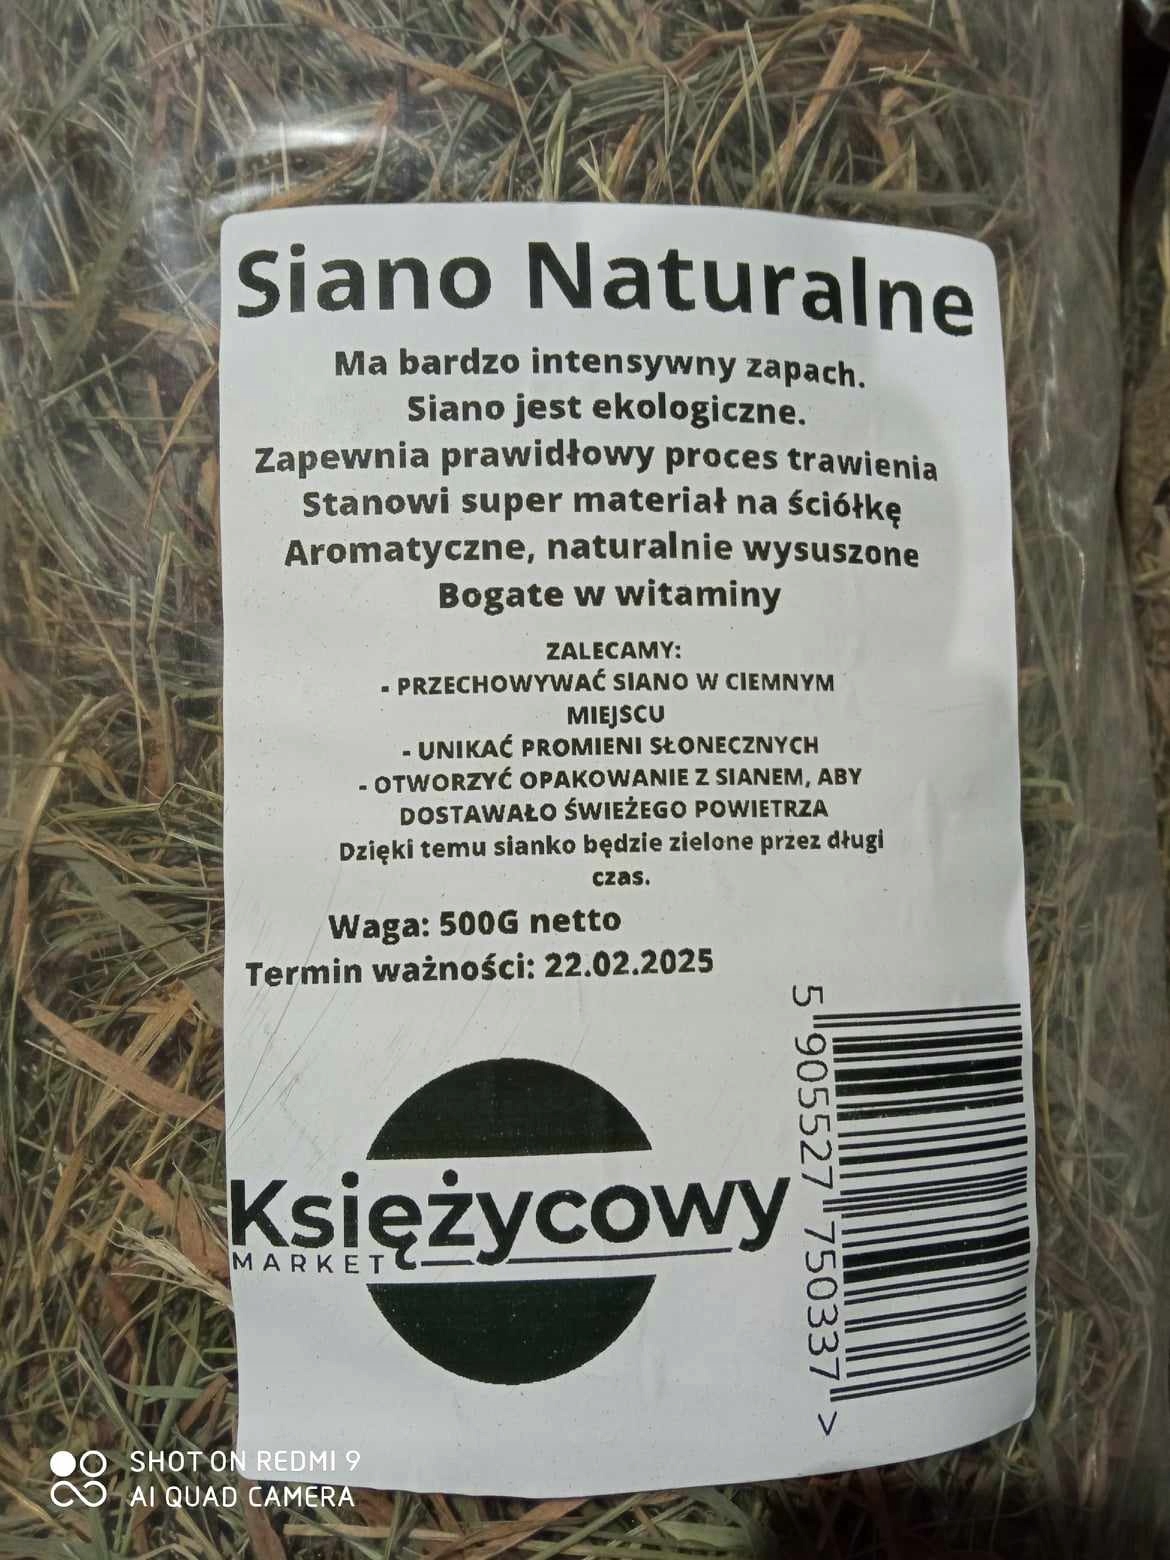 Siano Naturalne
Ma bardzo intensywny zapach.
Siano jest ekologiczne.
Zapewnia prawidłowy proces trawienia
Stanowi super materiał na ściółkę
Aromatyczne, naturalnie wysuszone
Bogate w witaminy
ZALECAMY:
- PRZECHOWYWAĆ SIANO W CIEMNYM
MIEJSCU
- UNIKAĆ PROMIENI SŁONECZNYCH
- OTWORZYĆ OPAKOWANIE Z SIANEM, ABY
DOSTAWAŁO ŚWIEŻEGO POWIETRZA
Dzięki temu sianko będzie zielone przez długi
czas.
Waga: 500G netto
Termin ważności: 22.02.2025
Księżycowy
MARKET
5 905527 750337 >
SHOT ON REDMI 9
AI QUAD CAMERA